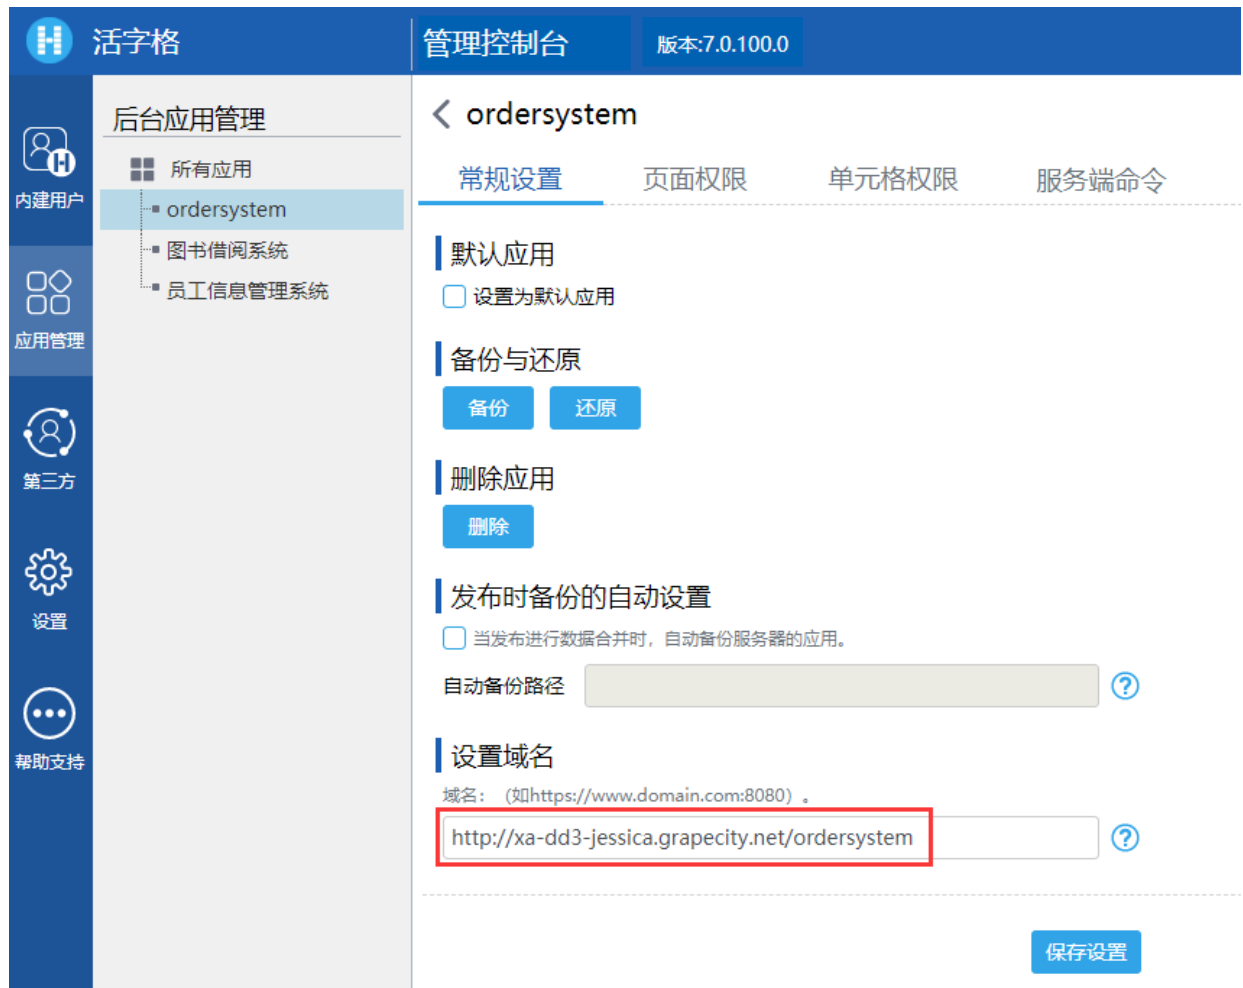 活字格
管理控制台
版本:7.0.100.0
内建用户
应用管理
第三方
设置
帮助支持
后台应用管理
所有应用
ordersystem
图书借阅系统
员工信息管理系统
ordersystem
常规设置
页面权限
单元格权限
服务端命令
默认应用
设置为默认应用
备份与还原
备份
还原
删除应用
删除
发布时备份的自动设置
当发布进行数据合并时，自动备份服务器的应用。
自动备份路径
设置域名
域名：（如https://www.domain.com:8080）。
http://xa-dd3-jessica.grapecity.net/ordersystem
保存设置